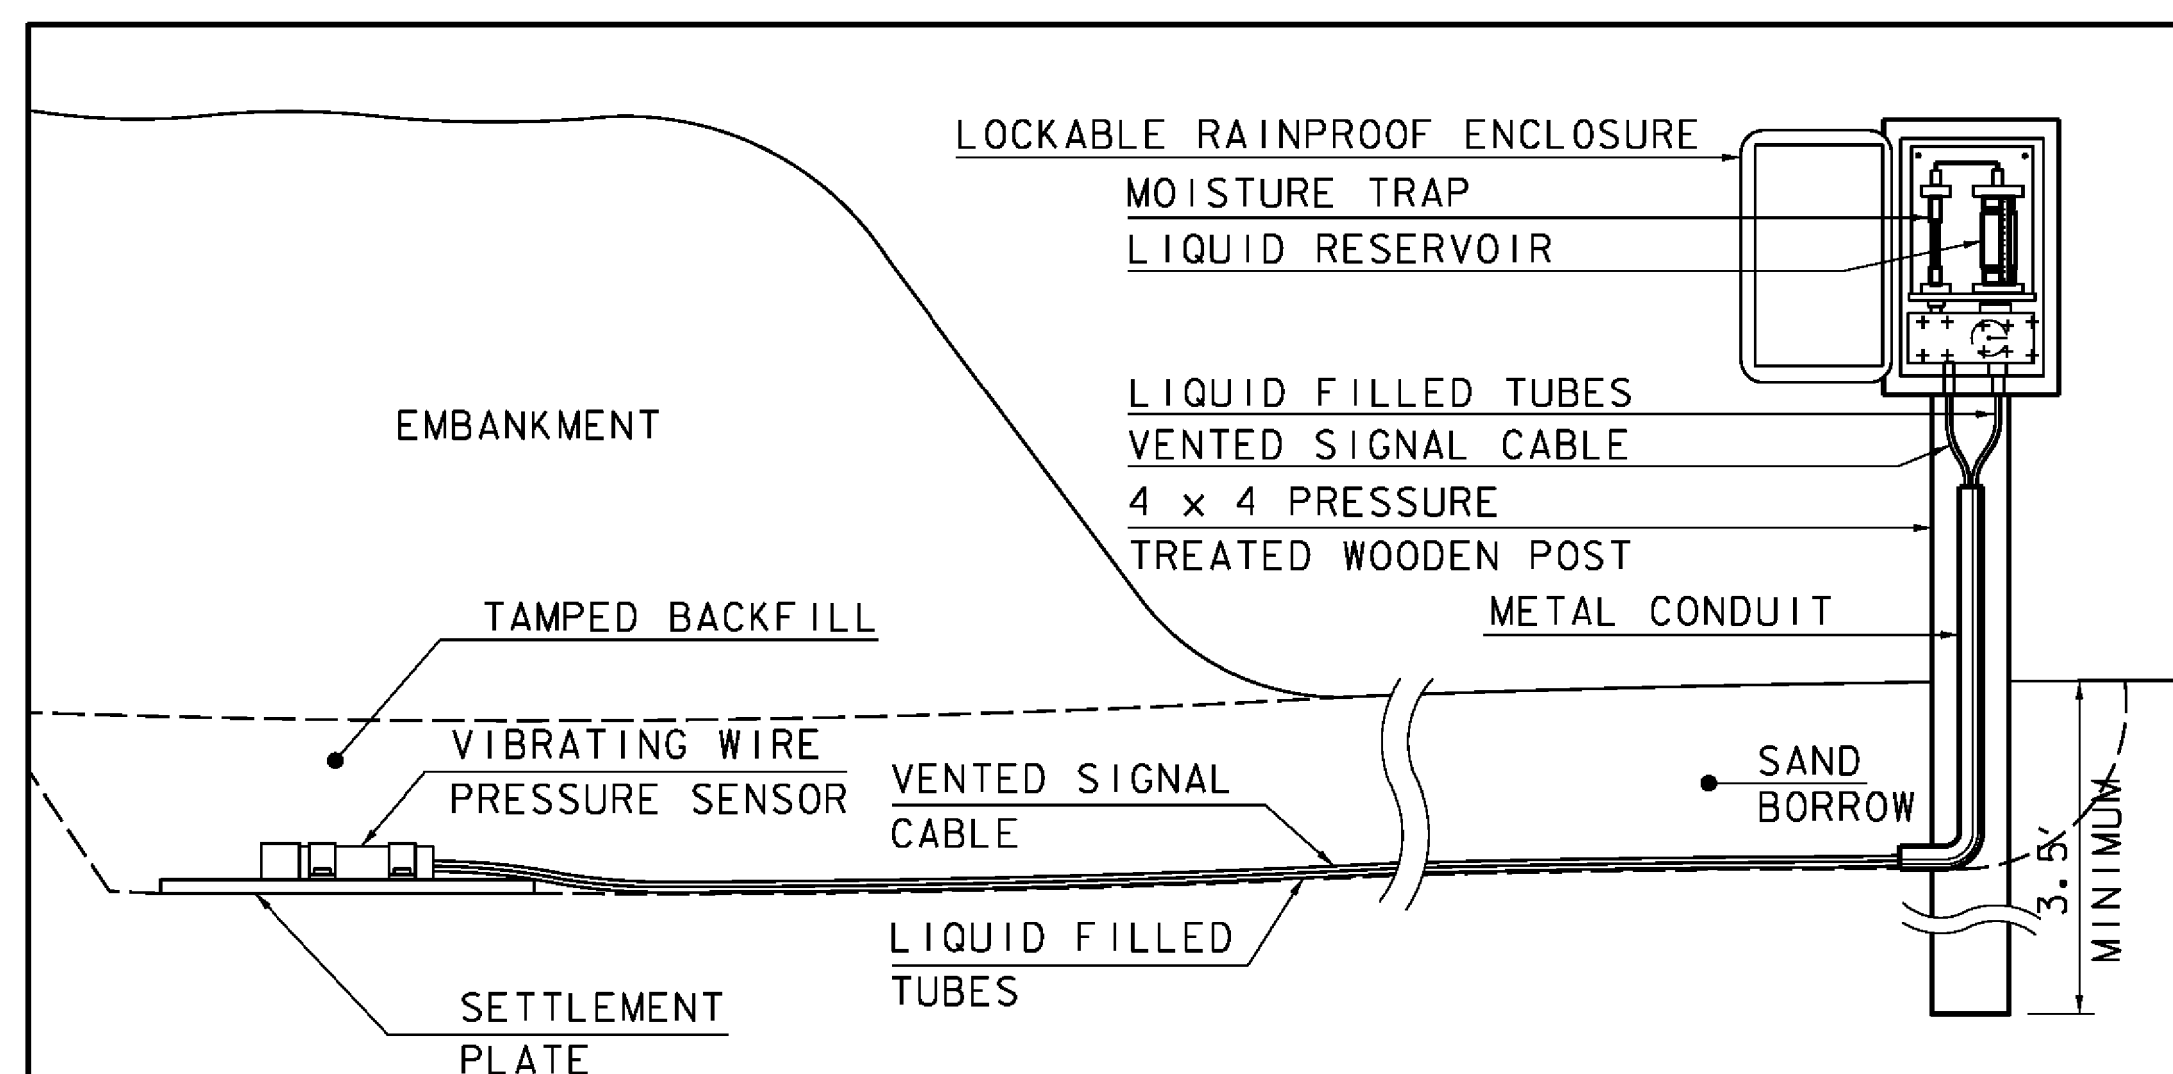 LOCKABLE RAINPROOF ENCLOSURE
MOISTURE TRAP
LIQUID RESERVOIR
LIQUID FILLED TUBES
VENTED SIGNAL CABLE
4 x 4 PRESSURE
TREATED WOODEN POST
METAL CONDUIT
EMBANKMENT
TAMPED BACKFILL
VIBRATING WIRE
PRESSURE SENSOR
VENTED SIGNAL
CABLE
SAND
BORROW
3.5'
MINIMUM
LIQUID FILLED
TUBES
SETTLEMENT
PLATE